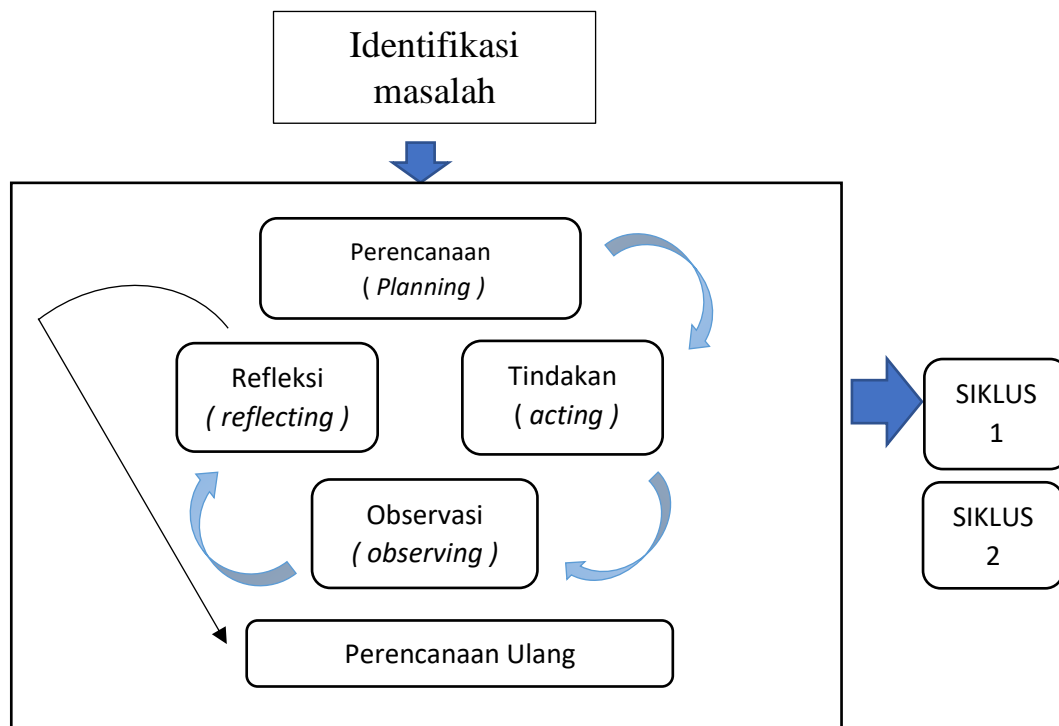 Identifikasi
masalah
Perencanaan
( Planning )
Refleksi
( reflecting )
Tindakan
( acting )
Observasi
( observing )
Perencanaan Ulang
SIKLUS
1
SIKLUS
2